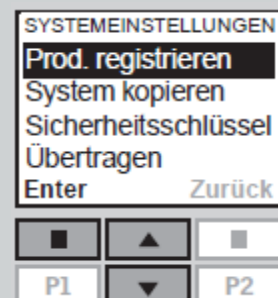 SYSTEMEINSTELLUNGEN
Prod. registrieren
System kopieren
Sicherheitsschlüssel
Übertragen
Enter Zurück
P1 P2